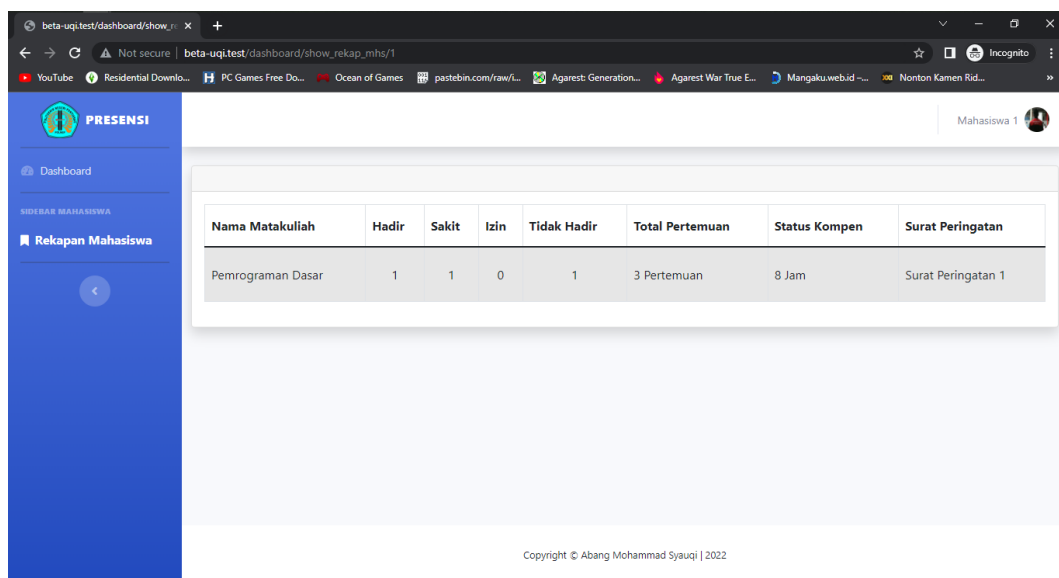 beta-uqi.test/dashboard/show_re
Not secure | beta-uqi.test/dashboard/show_rekap_mhs/1
Incognito
YouTube Residential Downlo... PC Games Free Do... Ocean of Games pastebin.com/raw/i... Agarest: Generation... Agarest War True E... Mangaku.web.id –... Nonton Kamen Rid... »
PRESENSI
Mahasiswa 1
Dashboard
SIDEBAR MAHASISWA
Rekapan Mahasiswa
Nama Matakuliah Hadir Sakit Izin Tidak Hadir Total Pertemuan Status Kompen Surat Peringatan
Pemrograman Dasar 1 1 0 1 3 Pertemuan 8 Jam Surat Peringatan 1
Copyright © Abang Mohammad Syauqi | 2022